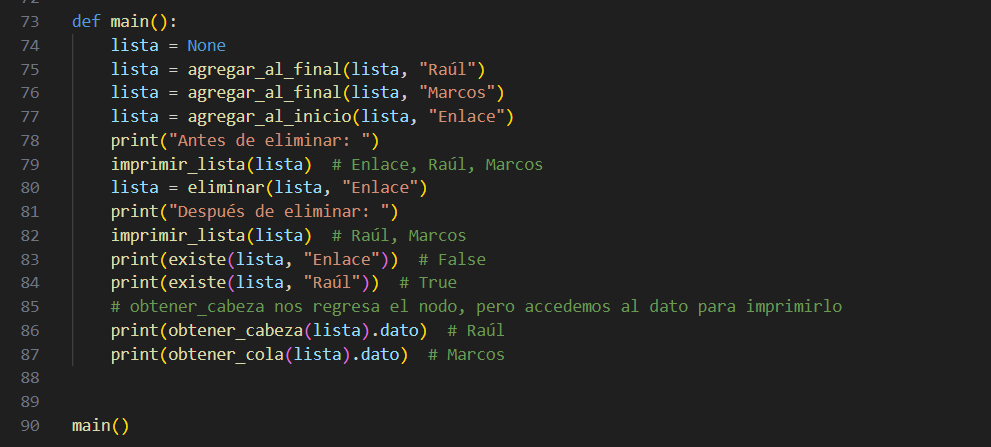 73 def main():
74     lista = None
75     lista = agregar_al_final(lista, "Raúl")
76     lista = agregar_al_final(lista, "Marcos")
77     lista = agregar_al_inicio(lista, "Enlace")
78     print("Antes de eliminar: ")
79     imprimir_lista(lista)  # Enlace, Raúl, Marcos
80     lista = eliminar(lista, "Enlace")
81     print("Después de eliminar: ")
82     imprimir_lista(lista)  # Raúl, Marcos
83     print(existe(lista, "Enlace"))  # False
84     print(existe(lista, "Raúl"))  # True
85     # obtener_cabeza nos regresa el nodo, pero accedemos al dato para imprimirlo
86     print(obtener_cabeza(lista).dato)  # Raúl
87     print(obtener_cola(lista).dato)  # Marcos
88
89
90 main()